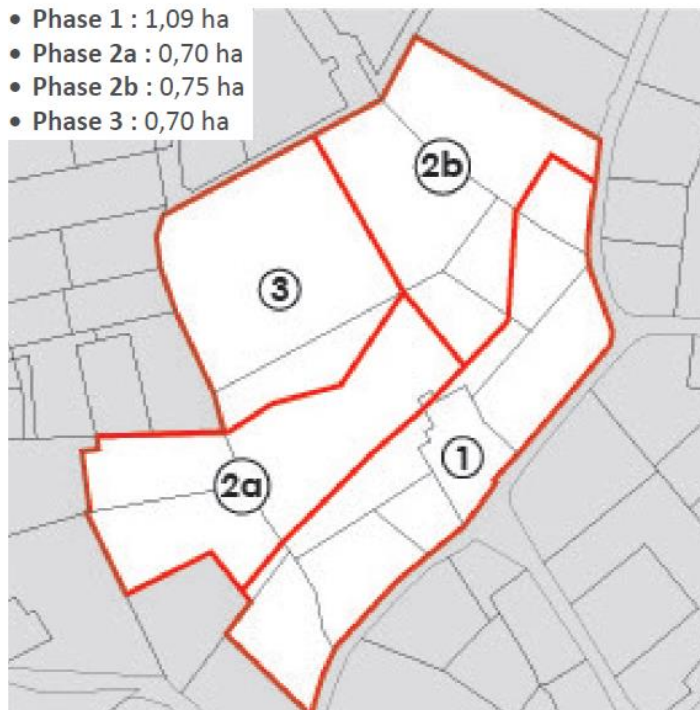 • Phase 1 : 1,09 ha
• Phase 2a : 0,70 ha
• Phase 2b : 0,75 ha
• Phase 3 : 0,70 ha
2b
3
1
2a